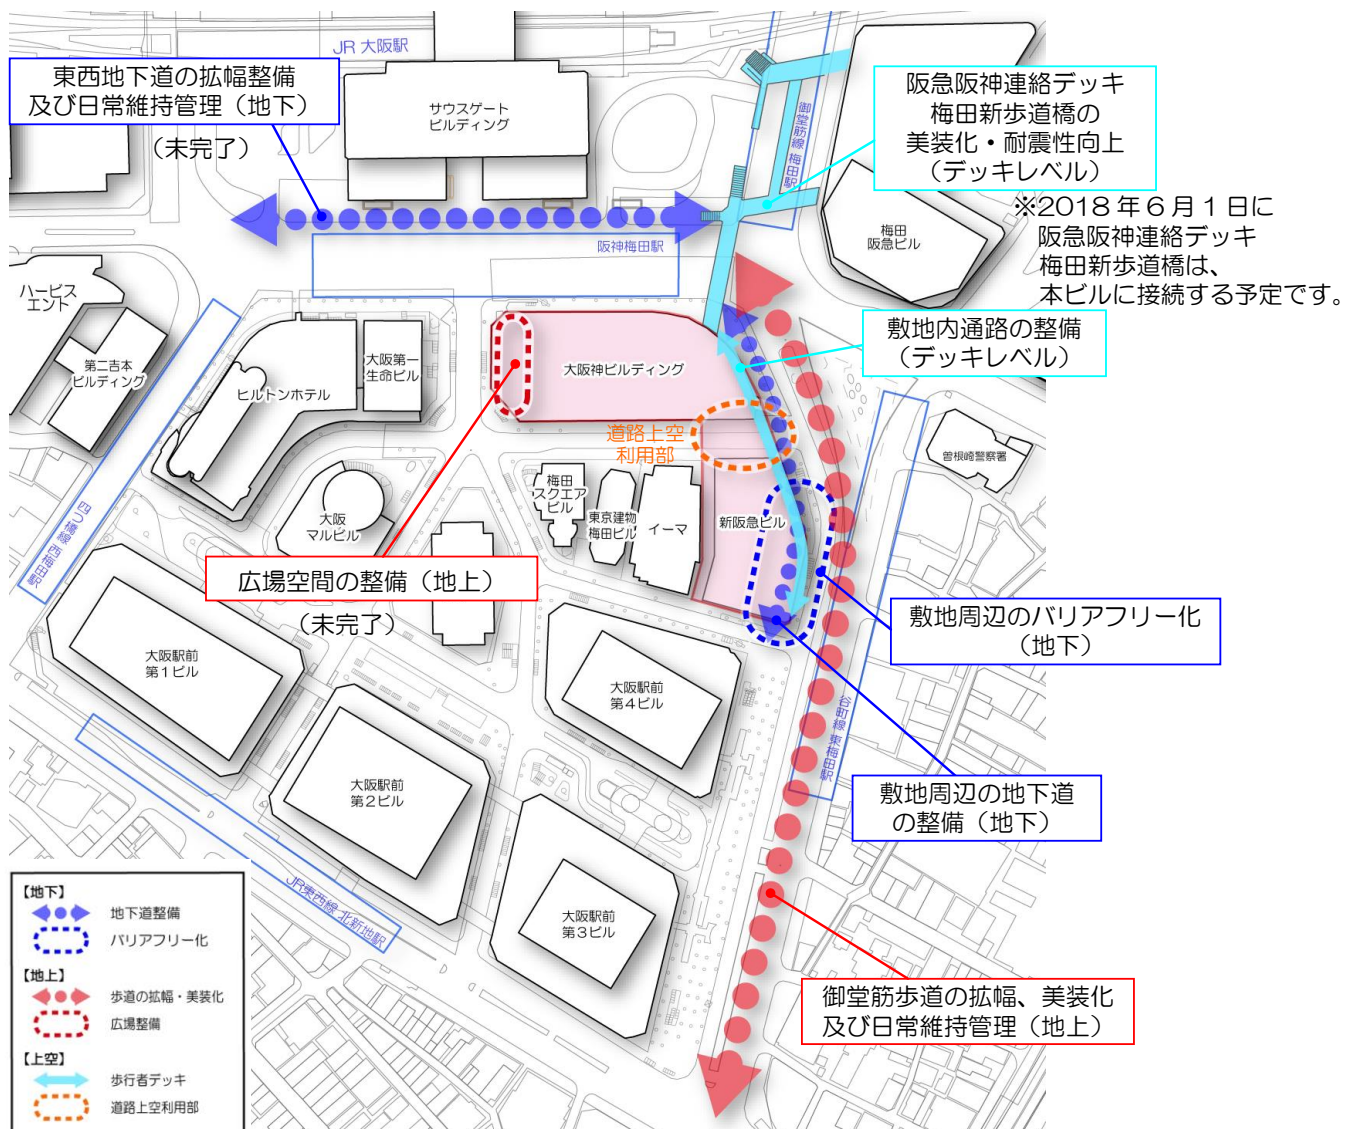 JR 大阪駅
東西地下道の拡幅整備
及び日常維持管理（地下）
（未完了）
サウスゲート
ビルディング
御堂筋線 梅田駅
阪急阪神連絡デッキ
梅田新歩道橋の
美装化・耐震性向上
（デッキレベル）
※2018年6月1日に
阪急阪神連絡デッキ
梅田新歩道橋は、
本ビルに接続する予定です。
梅田
阪急ビル
阪神梅田駅
ハービス
エント
第二吉本
ビルディング
ヒルトンホテル
大阪第一
生命ビル
大阪神ビルディング
敷地内通路の整備
（デッキレベル）
道路上空
利用部
曽根崎警察署
四つ橋線 西梅田駅
大阪
マルビル
梅田
スクエア
ビル
東京建物
梅田ビル
イーマ
新阪急ビル
広場空間の整備（地上）
（未完了）
敷地周辺のバリアフリー化
（地下）
大阪駅前
第1ビル
大阪駅前
第4ビル
谷町線 東梅田駅
大阪駅前
第2ビル
敷地周辺の地下道
の整備（地下）
JR東西線 北新地駅
大阪駅前
第3ビル
御堂筋歩道の拡幅、美装化
及び日常維持管理（地上）
【地下】
地下道整備
バリアフリー化
【地上】
歩道の拡幅・美装化
広場整備
【上空】
歩行者デッキ
道路上空利用部